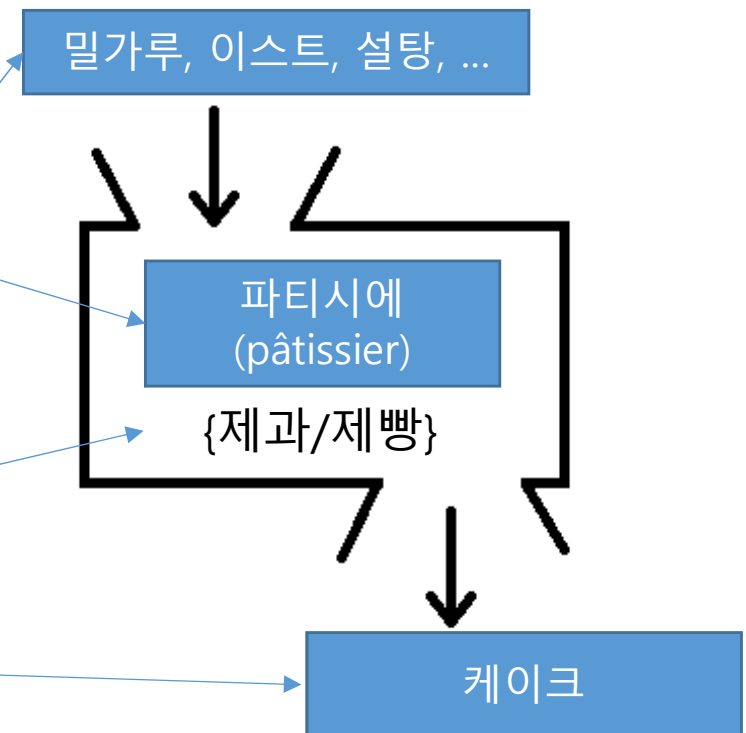 밀가루, 이스트, 설탕, ...
파티시에
(pâtissier)
{제과/제빵}
케이크